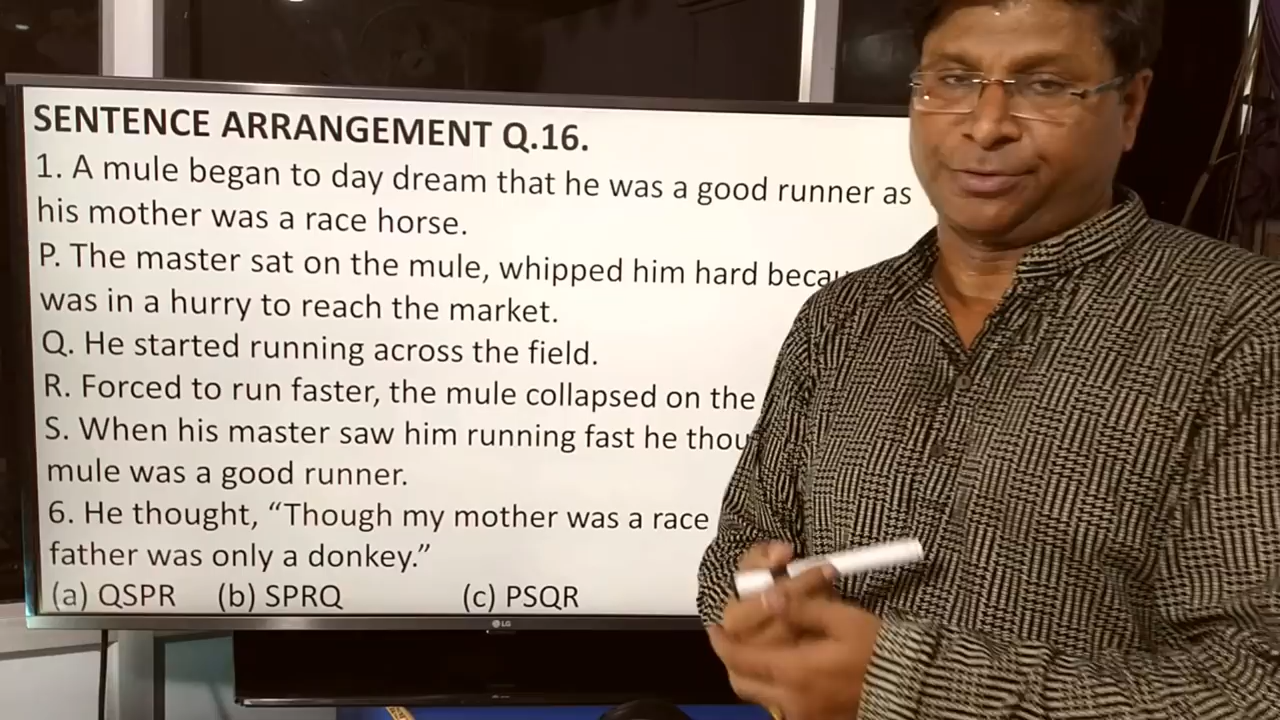 SENTENCE ARRANGEMENT Q.16.
1. A mule began to day dream that he was a good runner as
his mother was a race horse.
P. The master sat on the mule, whipped him hard
was in a hurry to reach the market.
Q. He started running across the field.
R. Forced to run faster, the mule collapsed on the
S. When his master saw him running fast he
mule was a good runner.
6. He thought, “Though my mother was a race
father was only a donkey.”
(a) QSPR (b) SPRQ (c) PSQR
LG